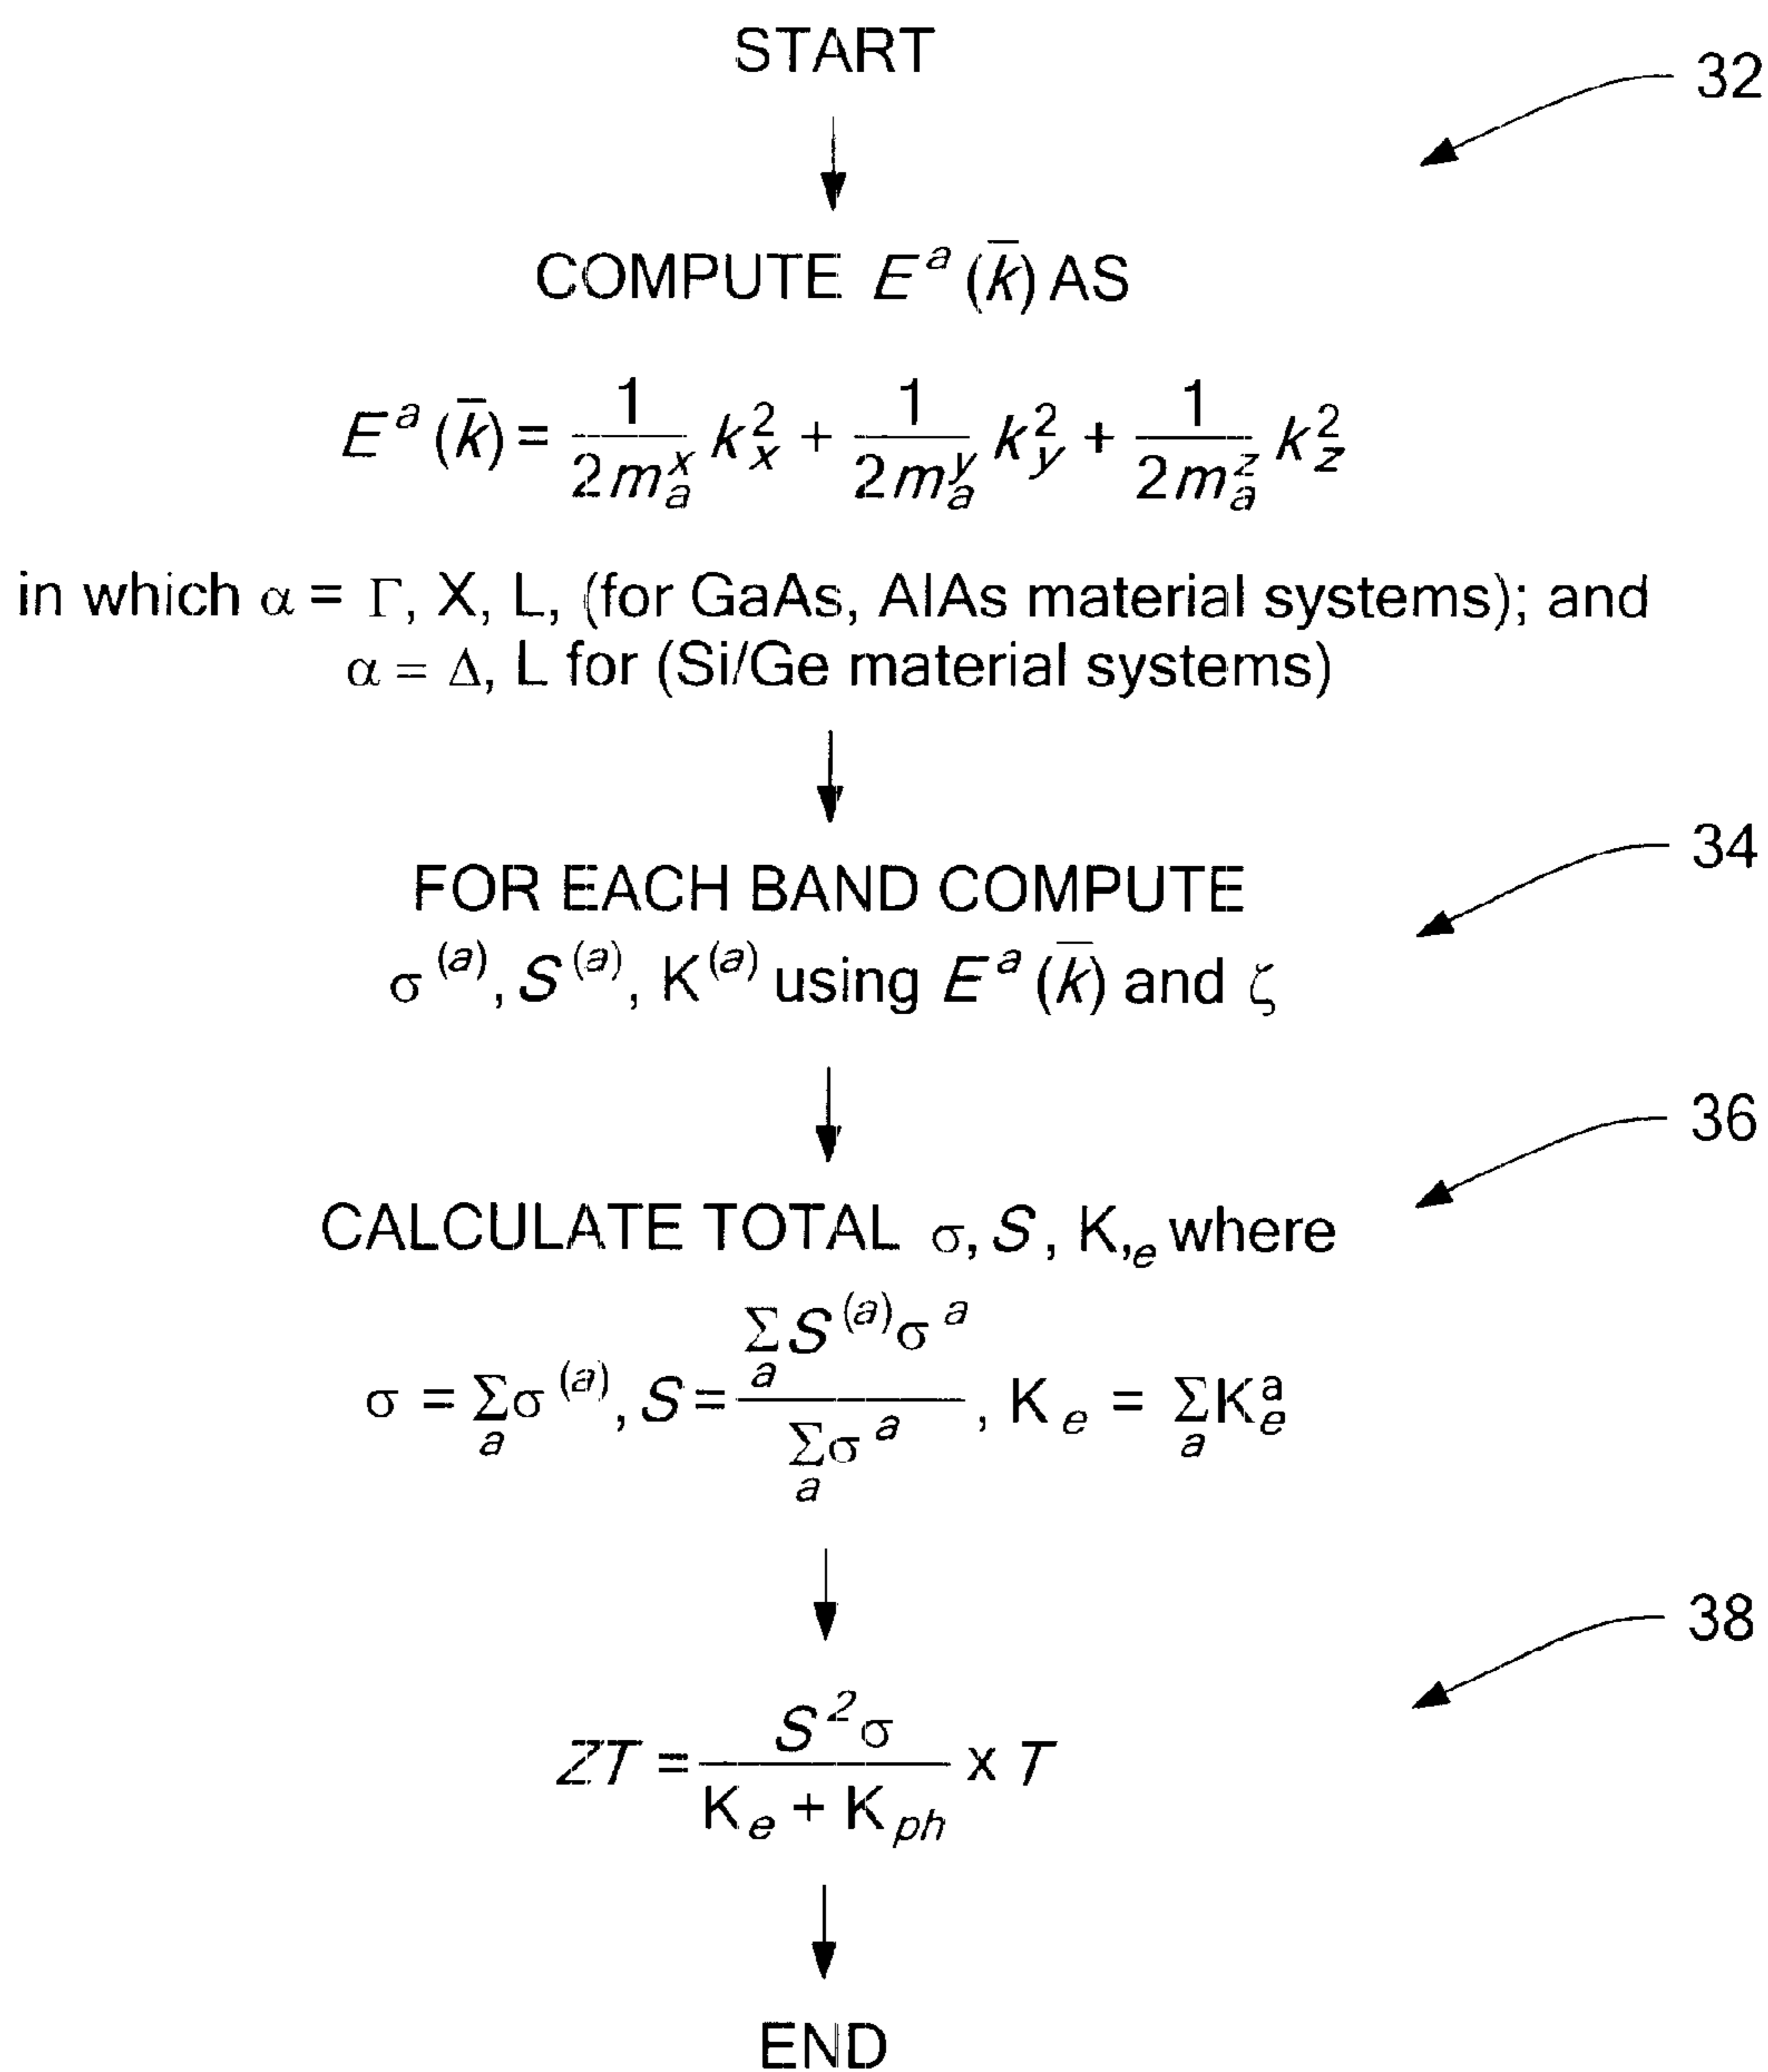 START
32
COMPUTE E^a (k̄) AS
E^a (k̄) = 1/(2m_a^x) k_x^2 + 1/(2m_a^y) k_y^2 + 1/(2m_a^z) k_z^2
in which α = Γ, X, L, (for GaAs, AlAs material systems); and
α = Δ, L for (Si/Ge material systems)
34
FOR EACH BAND COMPUTE
σ^(a), S^(a), K^(a) using E^a (k̄) and ζ
36
CALCULATE TOTAL σ, S, K,_e where
σ = Σ_a σ^(a), S = (Σ_a S^(a) σ^a)/(Σ_a σ^a), K_e = Σ_a K_e^a
38
ZT = (S^2 σ)/(K_e + K_ph) x T
END